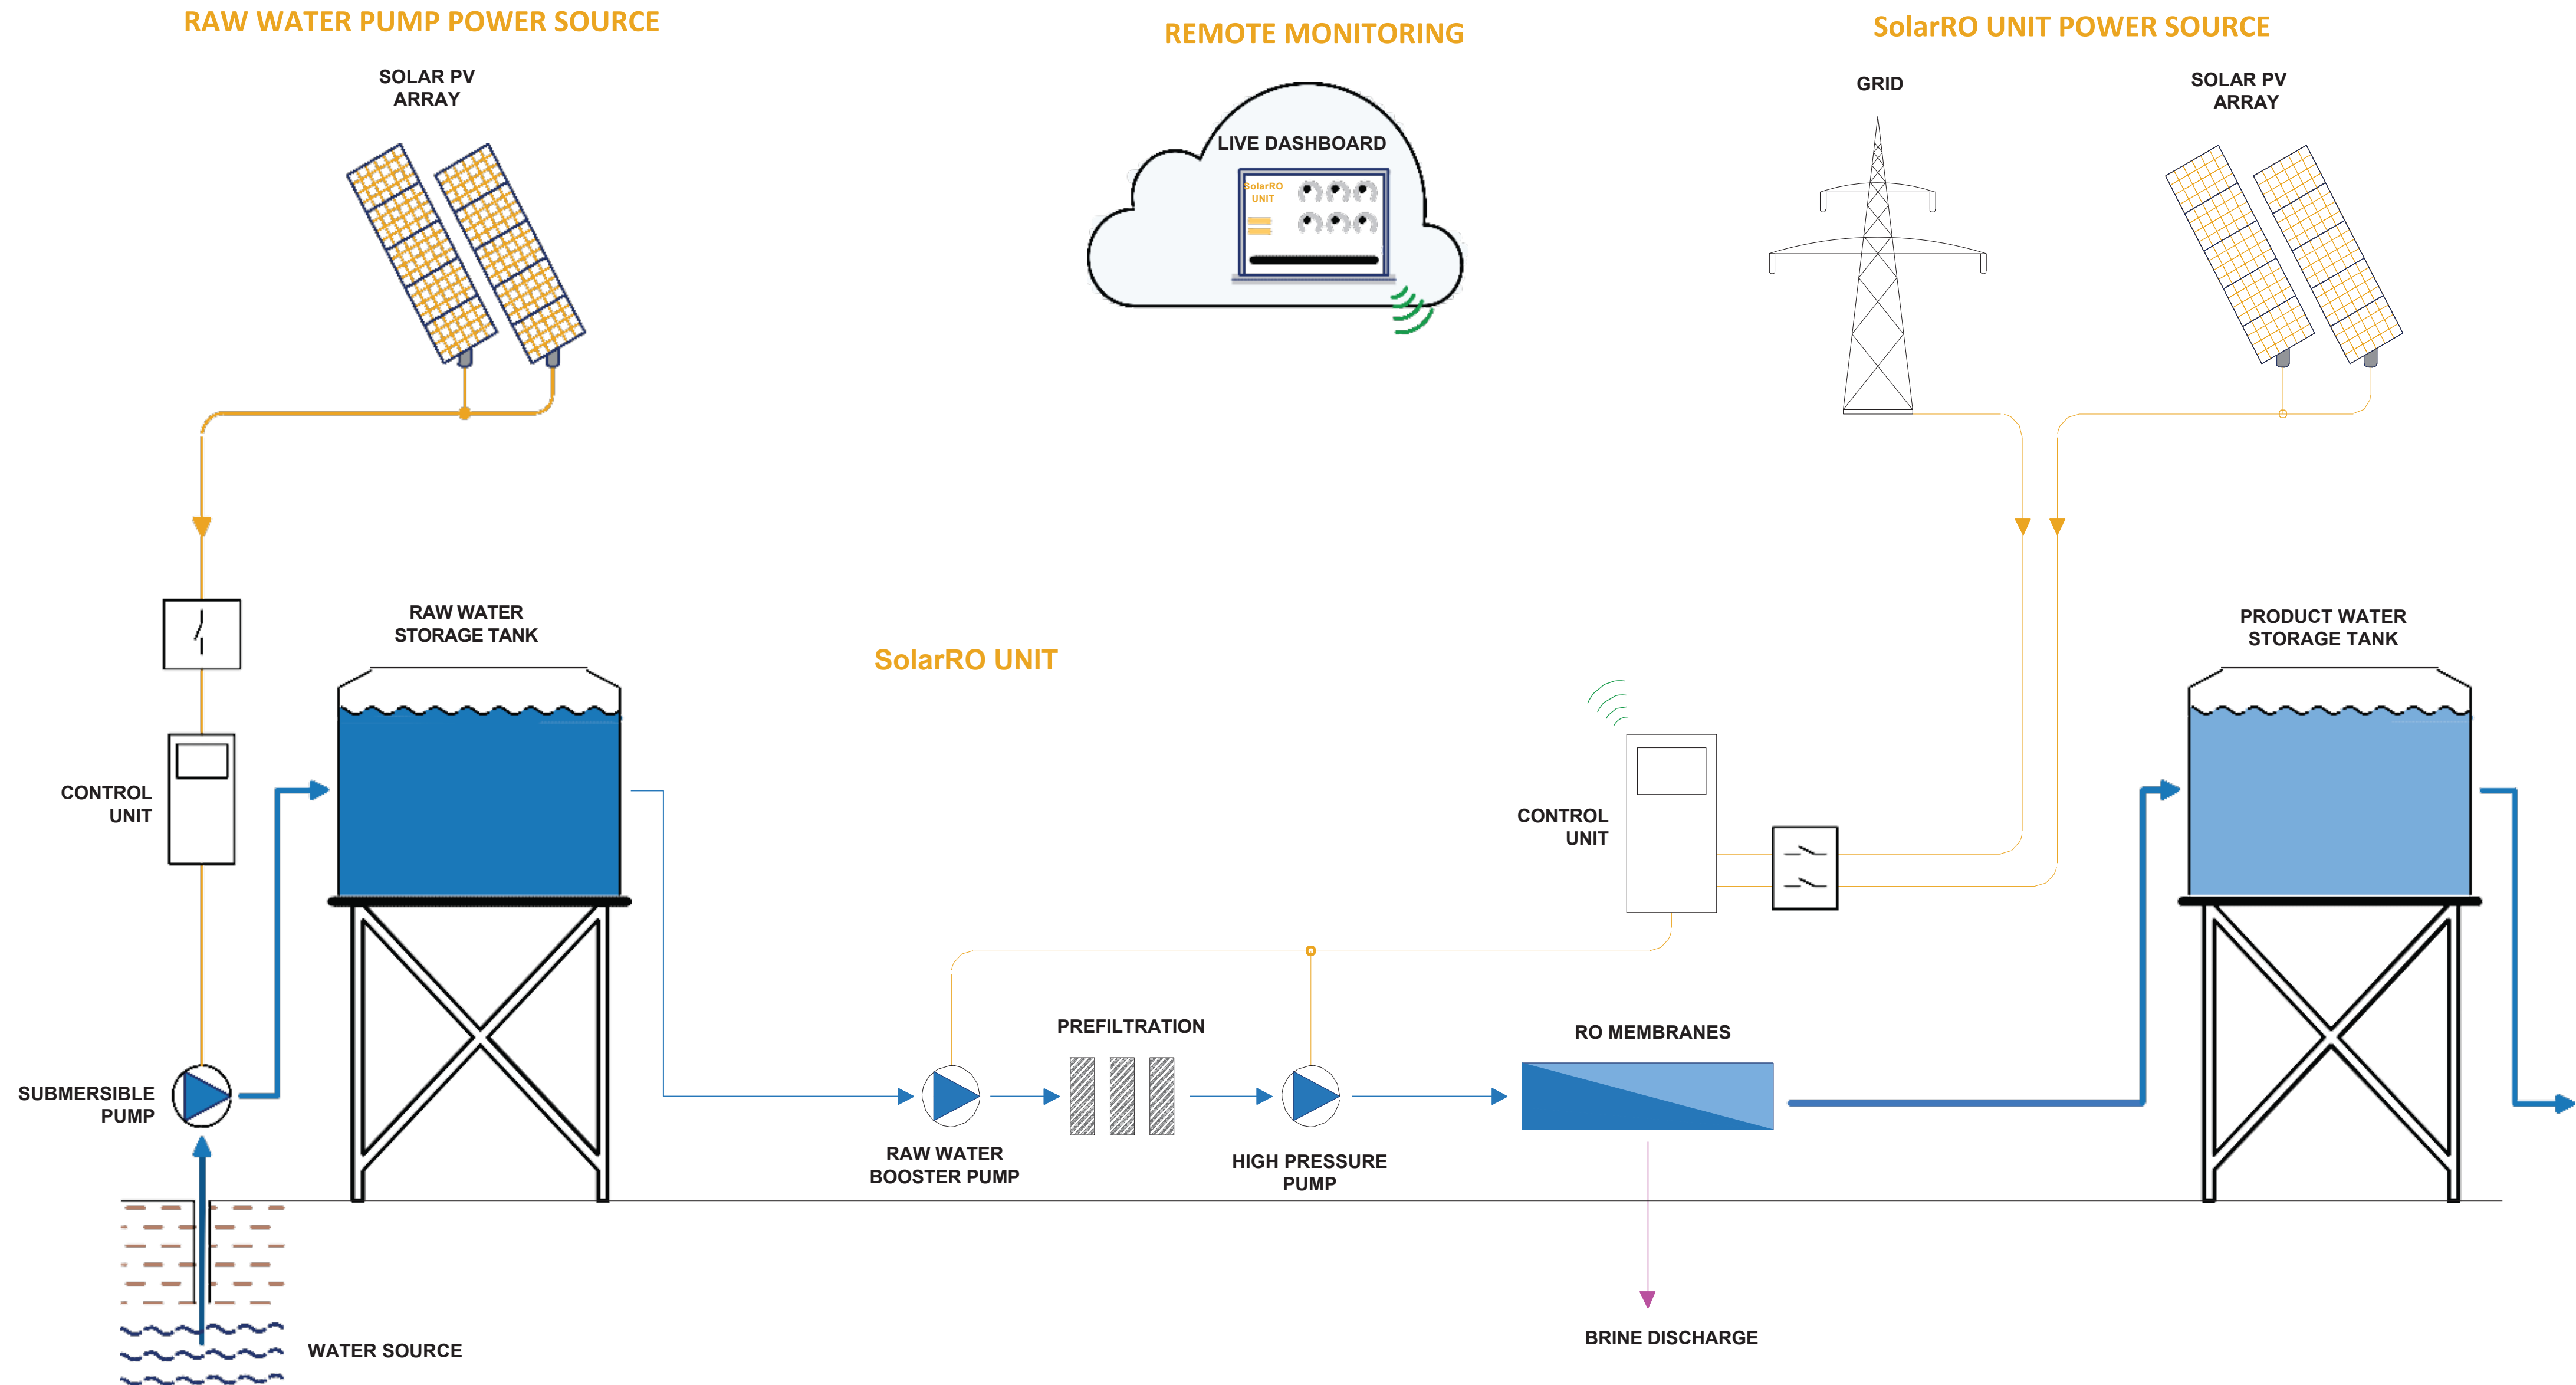 RAW WATER PUMP POWER SOURCE
REMOTE MONITORING
SolarRO UNIT POWER SOURCE
SOLAR PV
ARRAY
GRID
SOLAR PV
ARRAY
LIVE DASHBOARD
SolarRO
UNIT
RAW WATER
STORAGE TANK
PRODUCT WATER
STORAGE TANK
SolarRO UNIT
CONTROL
UNIT
CONTROL
UNIT
PREFILTRATION
RO MEMBRANES
SUBMERSIBLE
PUMP
RAW WATER
BOOSTER PUMP
HIGH PRESSURE
PUMP
BRINE DISCHARGE
WATER SOURCE